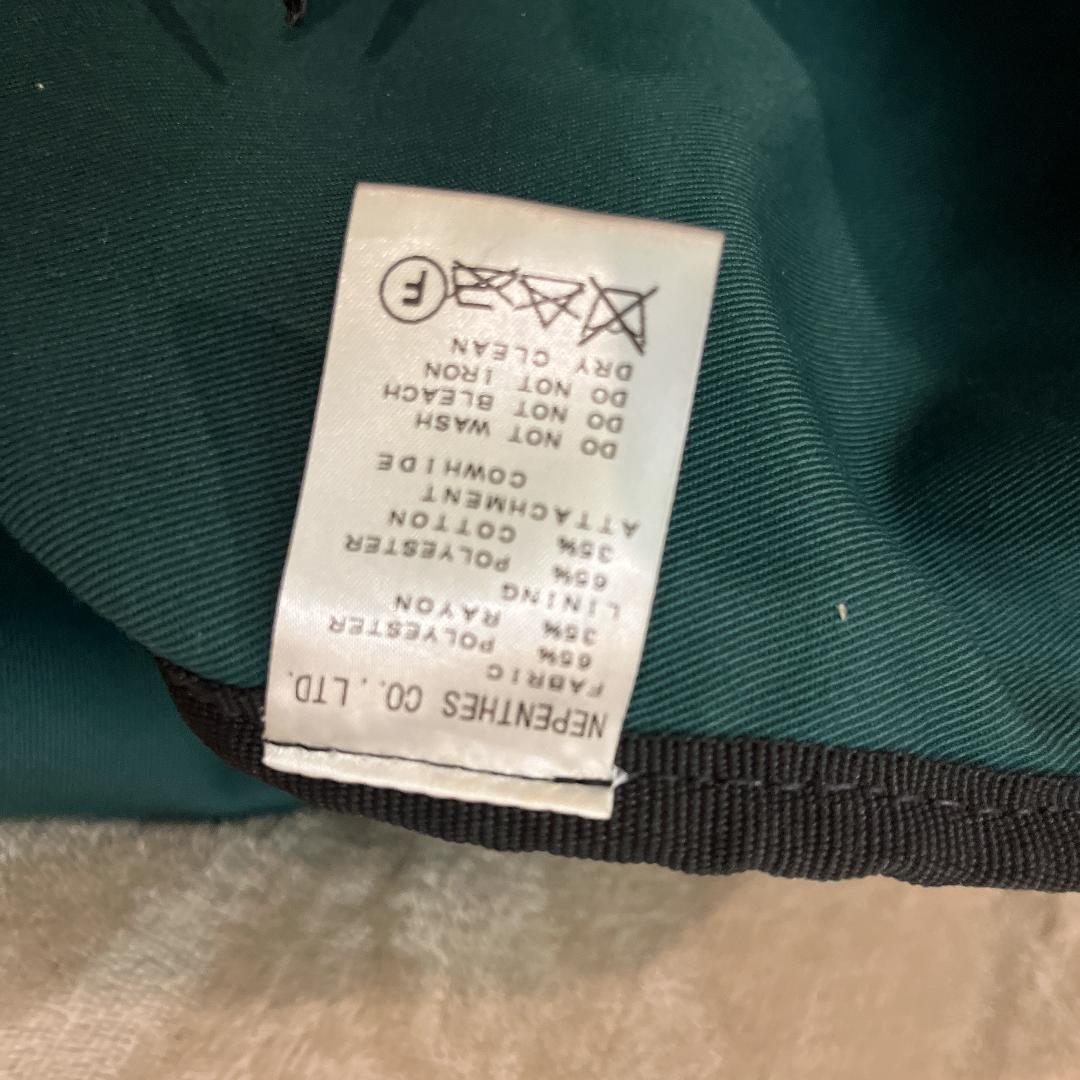 NEPENTHES CO., LTD.
FABRIC
65% POLYESTER
35% RAYON
LINING
65% POLYESTER
35% COTTON
ATTACHMENT
COWHIDE
DO NOT WASH
DO NOT BLEACH
DO NOT IRON
DRY CLEAN
F